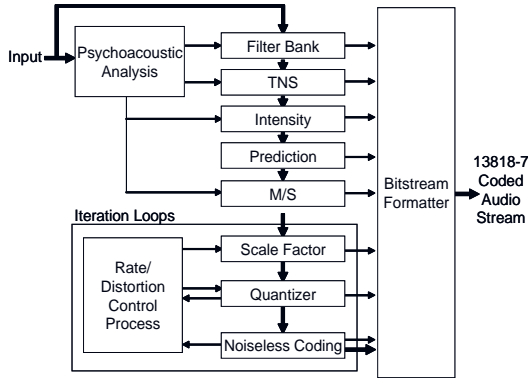 Input
Psychoacoustic
Analysis
Filter Bank
TNS
Intensity
Prediction
M/S
Iteration Loops
Rate/
Distortion
Control
Process
Scale Factor
Quantizer
Noiseless Coding
Bitstream
Formatter
13818-7
Coded
Audio
Stream